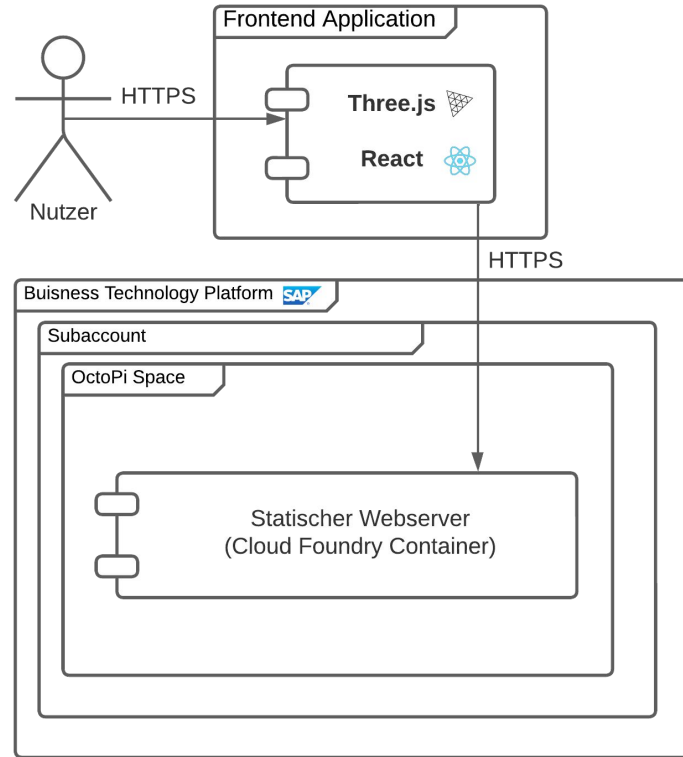 Frontend Application
HTTPS
Three.js
React
Nutzer
HTTPS
Buisness Technology Platform SAP
Subaccount
OctoPi Space
Statischer Webserver
(Cloud Foundry Container)